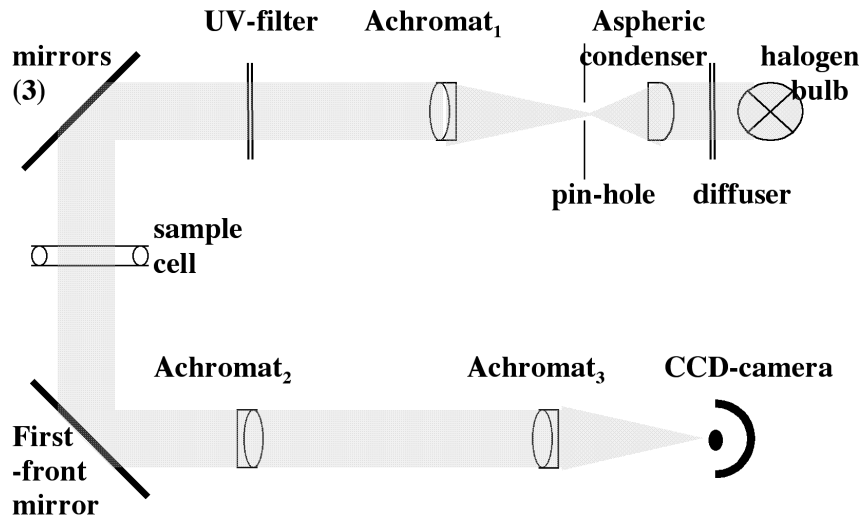 UV-filter
Achromat₁
Aspheric
condenser
halogen
bulb
mirrors
(3)
pin-hole
diffuser
sample
cell
Achromat₂
Achromat₃
CCD-camera
First
-front
mirror